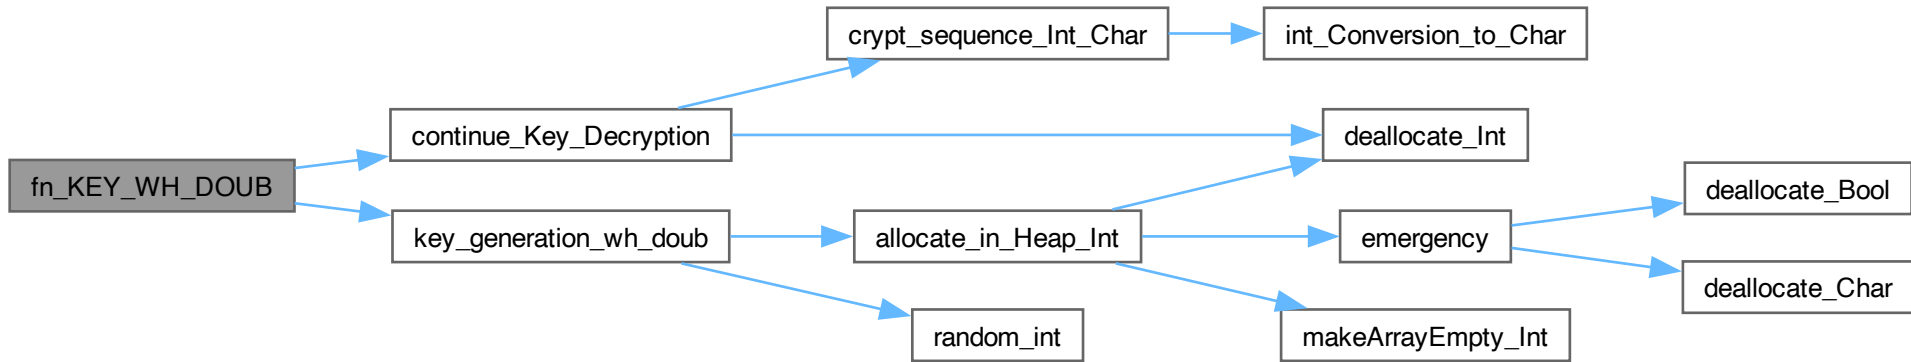 fn_KEY_WH_DOUB
continue_Key_Decryption
crypt_sequence_Int_Char
int_Conversion_to_Char
deallocate_Int
key_generation_wh_doub
allocate_in_Heap_Int
emergency
deallocate_Bool
deallocate_Char
makeArrayEmpty_Int
random_int